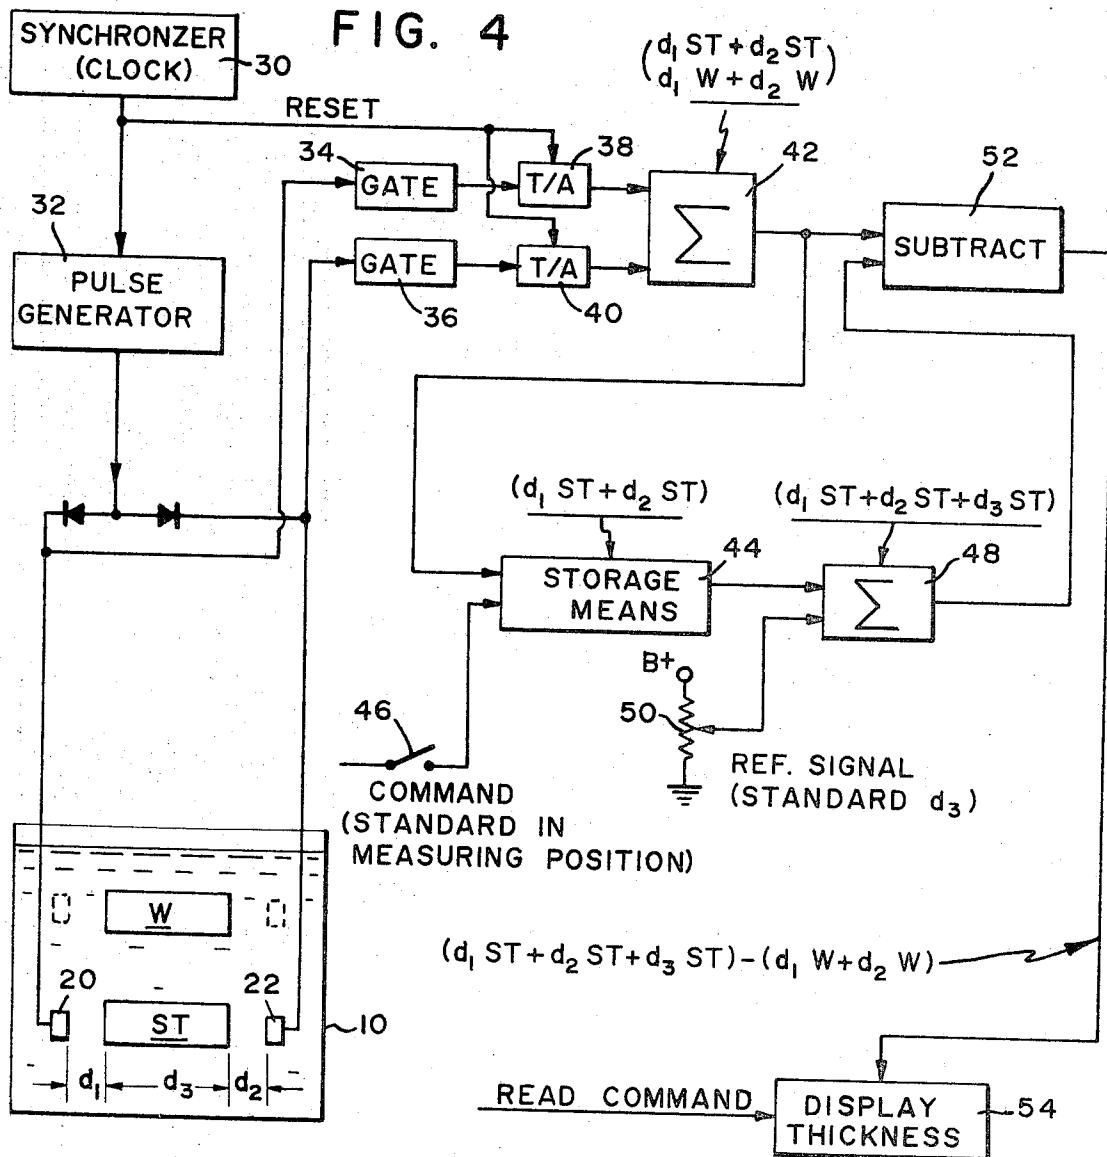 FIG. 4
SYNCHRONZER
(CLOCK)
30
RESET
(d₁ ST + d₂ ST)
(d₁ W + d₂ W)
34
GATE
38
T/A
42
Σ
52
SUBTRACT
32
PULSE
GENERATOR
GATE
36
T/A
40
(d₁ ST + d₂ ST)
(d₁ ST + d₂ ST + d₃ ST)
STORAGE
MEANS
44
Σ
48
B+
50
46
REF. SIGNAL
(STANDARD d₃)
COMMAND
(STANDARD IN
MEASURING POSITION)
W
(d₁ ST + d₂ ST + d₃ ST) – (d₁ W + d₂ W)
20
22
ST
10
d₁
d₃
d₂
READ COMMAND
DISPLAY
THICKNESS
54